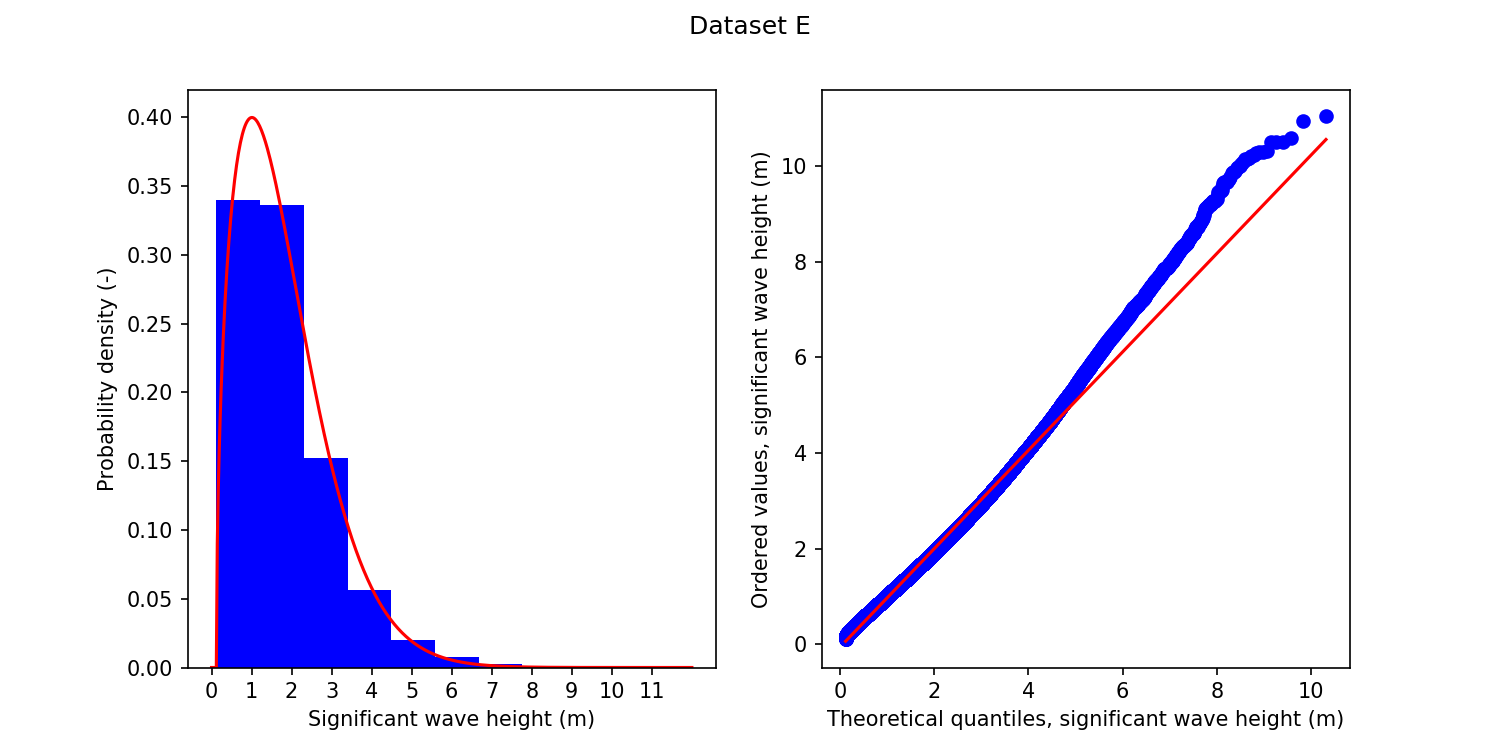 Dataset E
0.40
0.35
0.30
0.25
0.20
0.15
0.10
0.05
0.00
Probability density (-)
0 1 2 3 4 5 6 7 8 9 10 11
Significant wave height (m)
10
8
6
4
2
0
Ordered values, significant wave height (m)
0 2 4 6 8 10
Theoretical quantiles, significant wave height (m)